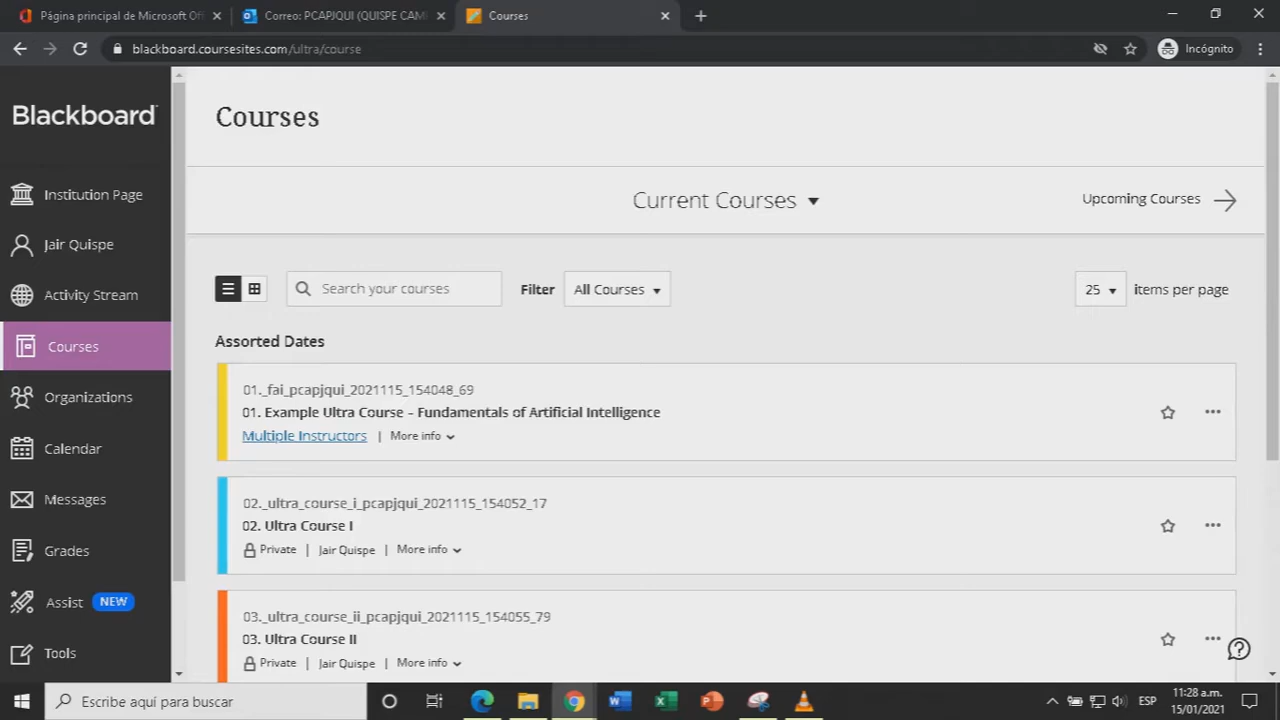 Página principal de Microsoft Ofi
Correo: PCAPJQUI (QUISPE CAM
Courses
blackboard.coursesites.com/ultra/course
Incógnito
Blackboard
Institution Page
Jair Quispe
Activity Stream
Courses
Organizations
Calendar
Messages
Grades
Assist NEW
Tools
Courses
Current Courses
Upcoming Courses
Search your courses
Filter
All Courses
25
items per page
Assorted Dates
01._fai_pcapjqui_2021115_154048_69
01. Example Ultra Course – Fundamentals of Artificial Intelligence
Multiple Instructors | More info
02._ultra_course_i_pcapjqui_2021115_154052_17
02. Ultra Course I
Private | Jair Quispe | More info
03._ultra_course_ii_pcapjqui_2021115_154055_79
03. Ultra Course II
Private | Jair Quispe | More info
Escribe aquí para buscar
ESP
11:28 a.m.
15/01/2021